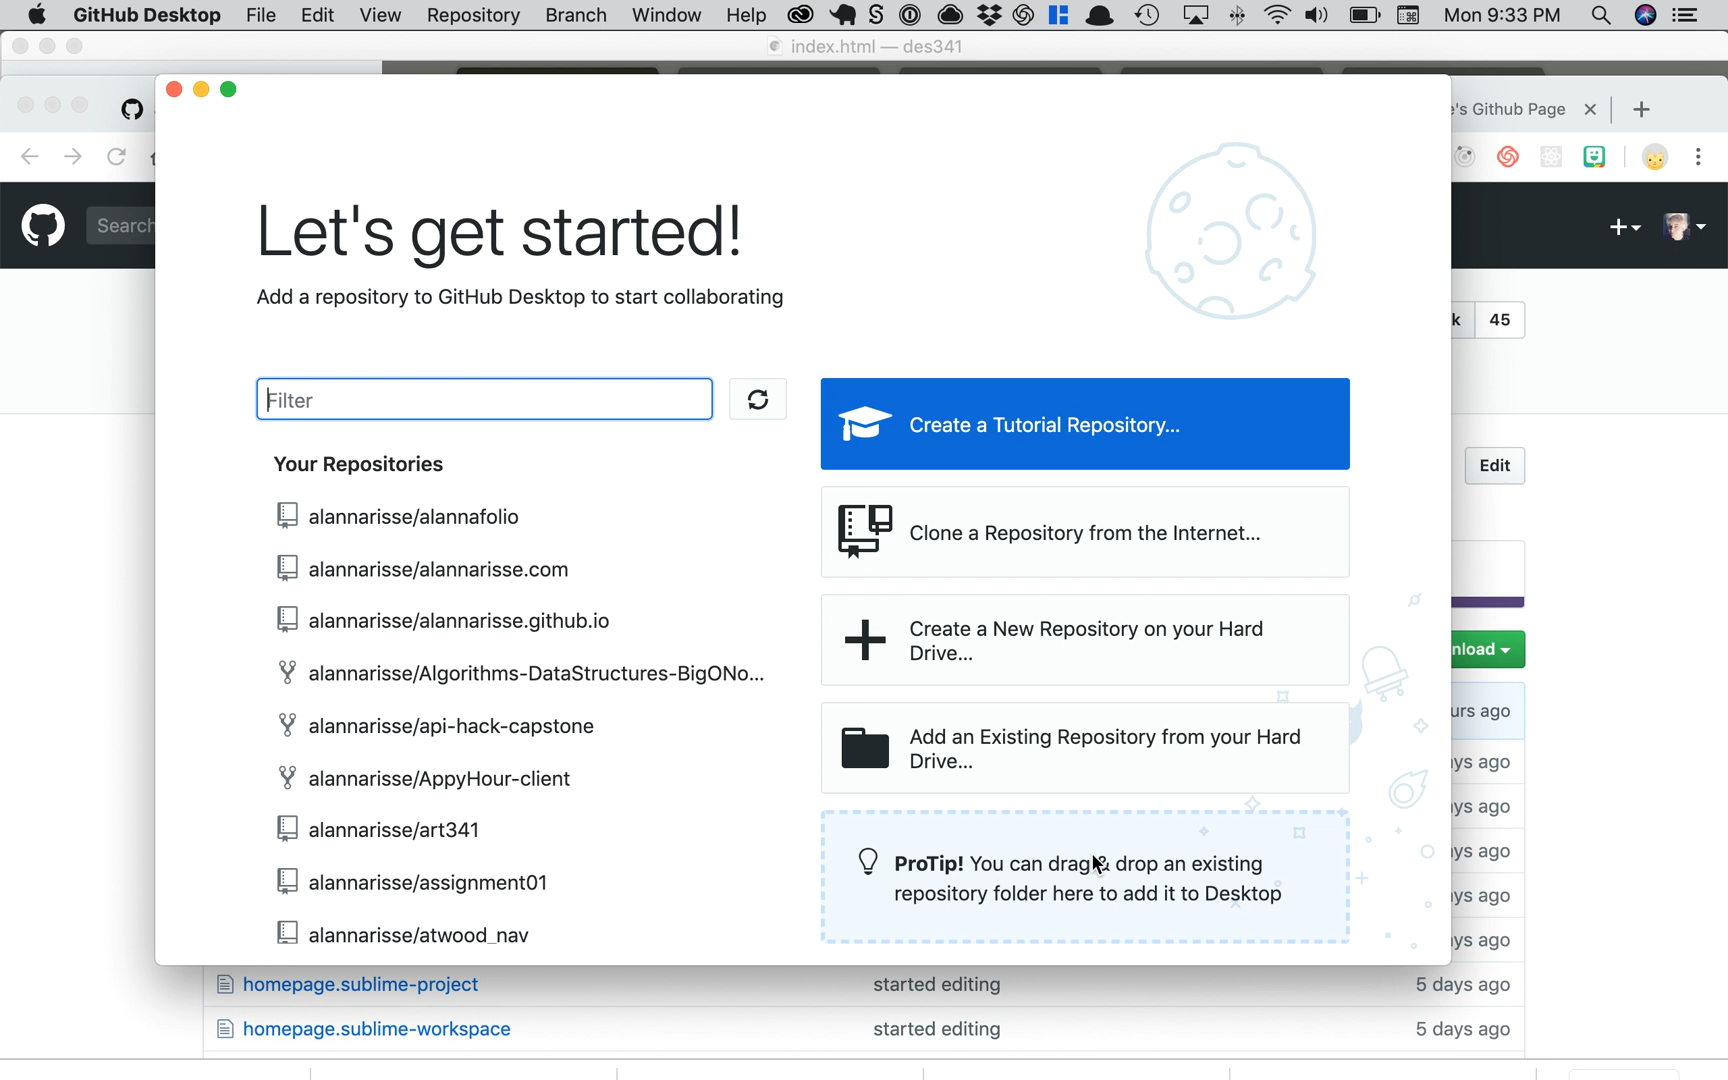 GitHub Desktop File Edit View Repository Branch Window Help Mon 9:33 PM
index.html — des341
's Github Page
Search
Let's get started!
Add a repository to GitHub Desktop to start collaborating
k 45
Filter
Create a Tutorial Repository...
Your Repositories
Edit
alannarisse/alannafolio
Clone a Repository from the Internet...
alannarisse/alannarisse.com
alannarisse/alannarisse.github.io
Create a New Repository on your Hard
Drive...
nload
alannarisse/Algorithms-DataStructures-BigONo...
urs ago
alannarisse/api-hack-capstone
Add an Existing Repository from your Hard
Drive...
ys ago
alannarisse/AppyHour-client
ys ago
alannarisse/art341
ys ago
ProTip! You can drag & drop an existing
repository folder here to add it to Desktop
alannarisse/assignment01
ys ago
alannarisse/atwood_nav
ys ago
homepage.sublime-project started editing 5 days ago
homepage.sublime-workspace started editing 5 days ago